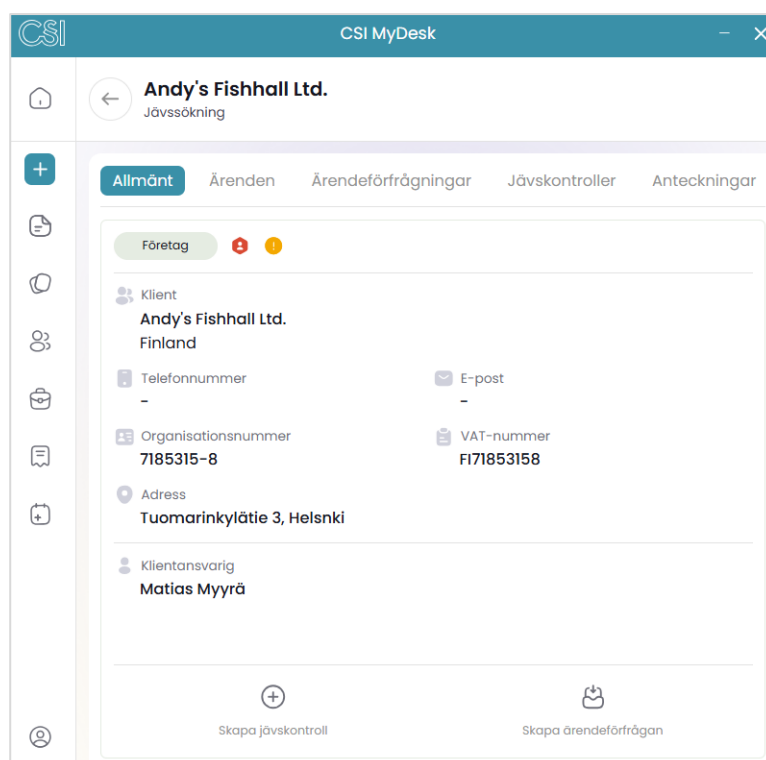 CSI
CSI MyDesk
Andy's Fishhall Ltd.
Jävssökning
Allmänt Ärenden Ärendeförfrågningar Jävskontroller Anteckningar
Företag
Klient
Andy's Fishhall Ltd.
Finland
Telefonnummer E-post
- -
Organisationsnummer VAT-nummer
7185315-8 FI71853158
Adress
Tuomarinkylätie 3, Helsnki
Klientansvarig
Matias Myyrä
Skapa jävskontroll Skapa ärendeförfrågan